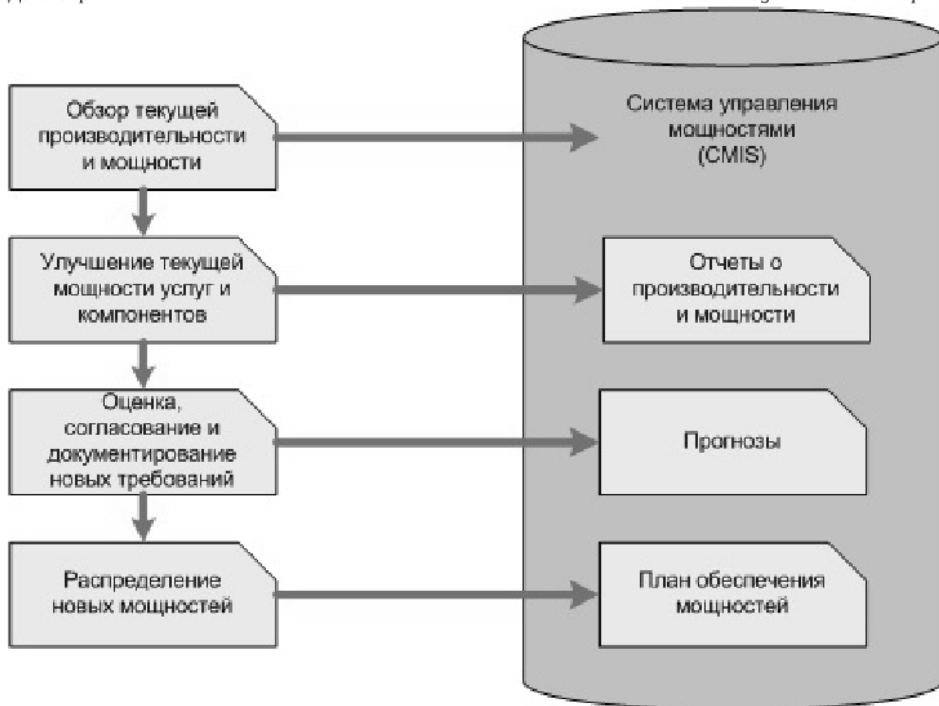 Обзор текущей
производительности
и мощности
Улучшение текущей
мощности услуг и
компонентов
Оценка,
согласование и
документирование
новых требований
Распределение
новых мощностей
Система управления
мощностями
(CMIS)
Отчеты о
производительности
и мощности
Прогнозы
План обеспечения
мощностей